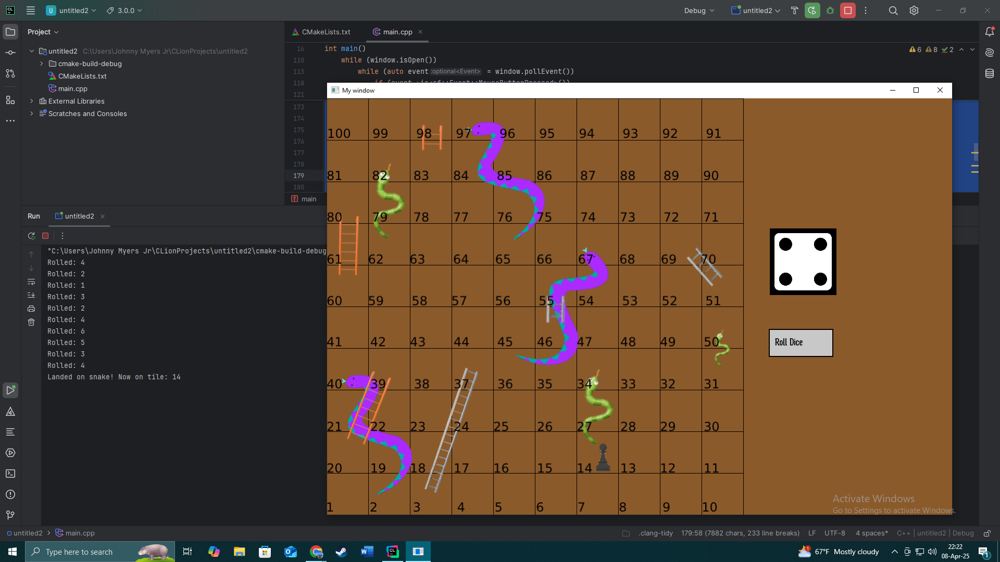 U untitled2 3.0.0 Debug untitled2
Project
CMakeLists.txt
main.cpp
untitled2 C:\Users\Johnny Myers Jr\CLionProjects\untitled2
cmake-build-debug
CMakeLists.txt
main.cpp
External Libraries
Scratches and Consoles
16 int main()
110 while (window.isOpen())
113 while (auto event :optional<Event> = window.pollEvent())
118
121
6 8 2
173
174
175
176
177
178
179
180
main
Run untitled2
"C:\Users\Johnny Myers Jr\CLionProjects\untitled2\cmake-build-debug
Rolled: 4
Rolled: 2
Rolled: 1
Rolled: 3
Rolled: 2
Rolled: 4
Rolled: 6
Rolled: 5
Rolled: 3
Rolled: 4
Landed on snake! Now on tile: 14
My window
100 99 98 97 96 95 94 93 92 91
81 82 83 84 85 86 87 88 89 90
80 79 78 77 76 75 74 73 72 71
61 62 63 64 65 66 67 68 69 70
60 59 58 57 56 55 54 53 52 51
41 42 43 44 45 46 47 48 49 50
40 39 38 37 36 35 34 33 32 31
21 22 23 24 25 26 27 28 29 30
20 19 18 17 16 15 14 13 12 11
1 2 3 4 5 6 7 8 9 10
Roll Dice
Activate Windows
Go to Settings to activate Windows.
untitled2 > main.cpp
.clang-tidy 179:58 (7882 chars, 233 line breaks) LF UTF-8 4 spaces* C++ | untitled2 | Debug
Type here to search
67°F Mostly cloudy
22:22
08-Apr-25